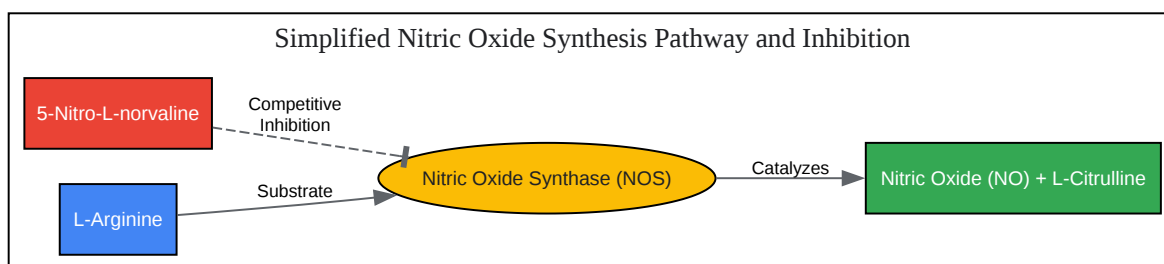 Simplified Nitric Oxide Synthesis Pathway and Inhibition
5-Nitro-L-norvaline
Competitive
Inhibition
L-Arginine
Substrate
Nitric Oxide Synthase (NOS)
Catalyzes
Nitric Oxide (NO) + L-Citrulline